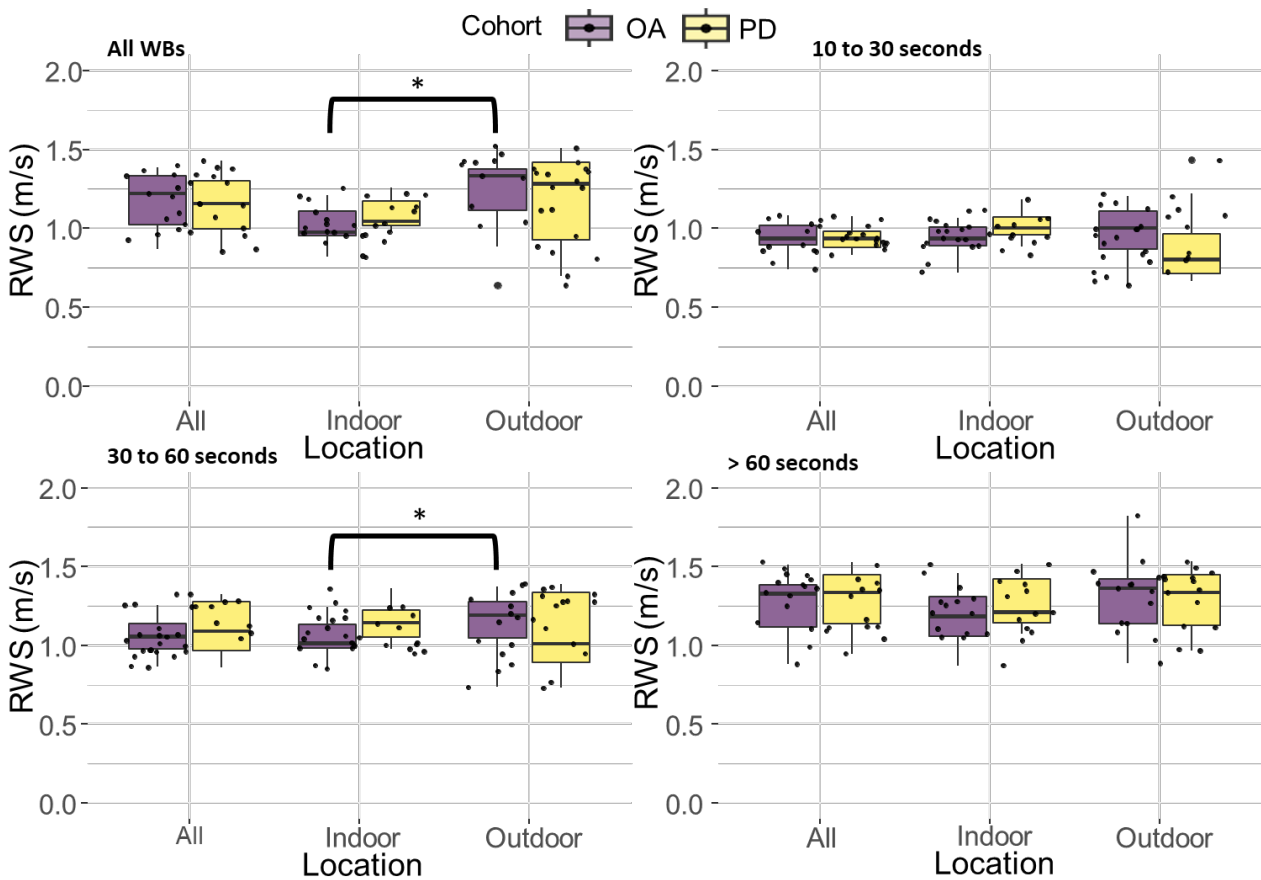 Cohort OA PD
All WBs 10 to 30 seconds
2.0 2.0
* 
1.5 1.5
RWS (m/s) RWS (m/s)
1.0 1.0
0.5 0.5
0.0 0.0
All Indoor Outdoor All Indoor Outdoor
Location Location
30 to 60 seconds > 60 seconds
2.0 2.0
*
1.5 1.5
RWS (m/s) RWS (m/s)
1.0 1.0
0.5 0.5
0.0 0.0
All Indoor Outdoor All Indoor Outdoor
Location Location